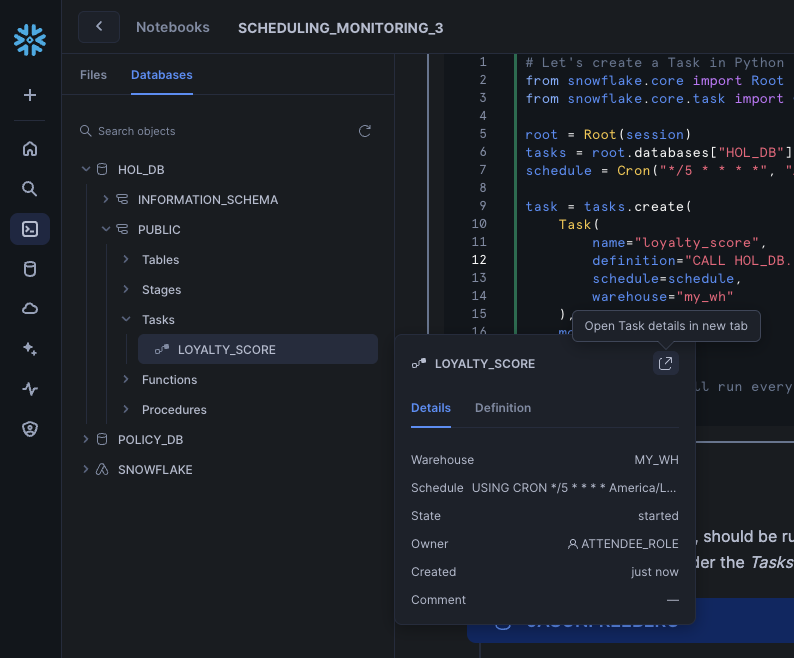 Notebooks
SCHEDULING_MONITORING_3
Files
Databases
Search objects
HOL_DB
INFORMATION_SCHEMA
PUBLIC
Tables
Stages
Tasks
LOYALTY_SCORE
Functions
Procedures
POLICY_DB
SNOWFLAKE
1 # Let's create a Task in Python
2 from snowflake.core import Root
3 from snowflake.core.task import
4
5 root = Root(session)
6 tasks = root.databases["HOL_DB"]
7 schedule = Cron("*/5 * * * *", "
8
9 task = tasks.create(
10 Task(
11 name="loyalty_score",
12 definition="CALL HOL_DB.
13 schedule=schedule,
14 warehouse="my_wh"
15 ),
16
Open Task details in new tab
LOYALTY_SCORE
Details
Definition
Warehouse MY_WH
Schedule USING CRON */5 * * * * America/L...
State started
Owner ATTENDEE_ROLE
Created just now
Comment —
ll run every
, should be ru
der the Tasks